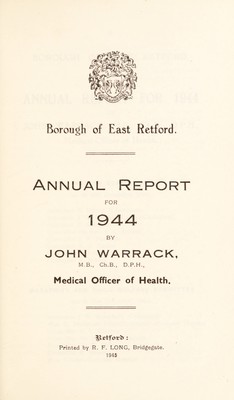 Borough of East Retford.
ANNUAL REPORT
FOR
1944
BY
JOHN WARRACK,
M.B., Ch.B., D.P.H.,
Medical Officer of Health.
Retford:
Printed by R. F. LONG, Bridgegate.